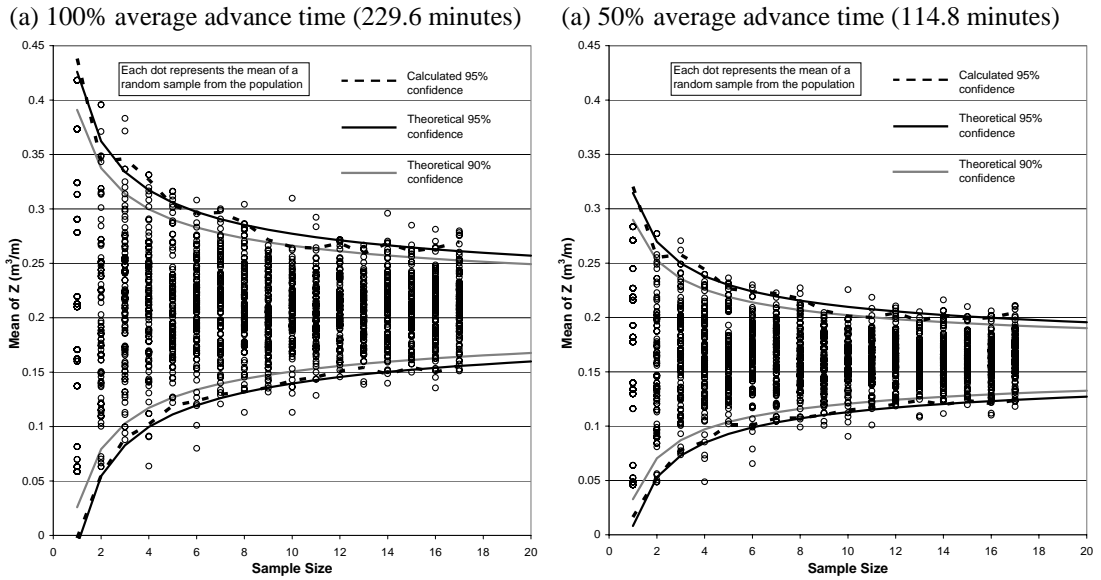 (a) 100% average advance time (229.6 minutes)
0.45
0.4
0.35
0.3
0.25
0.2
0.15
0.1
0.05
0
Mean of Z (m³/m)
Each dot represents the mean of a
random sample from the population
Calculated 95%
confidence
Theoretical 95%
confidence
Theoretical 90%
confidence
0 2 4 6 8 10 12 14 16 18 20
Sample Size
(a) 50% average advance time (114.8 minutes)
0.45
0.4
0.35
0.3
0.25
0.2
0.15
0.1
0.05
0
Mean of Z (m³/m)
Each dot represents the mean of a
random sample from the population
Calculated 95%
confidence
Theoretical 95%
confidence
Theoretical 90%
confidence
0 2 4 6 8 10 12 14 16 18 20
Sample Size